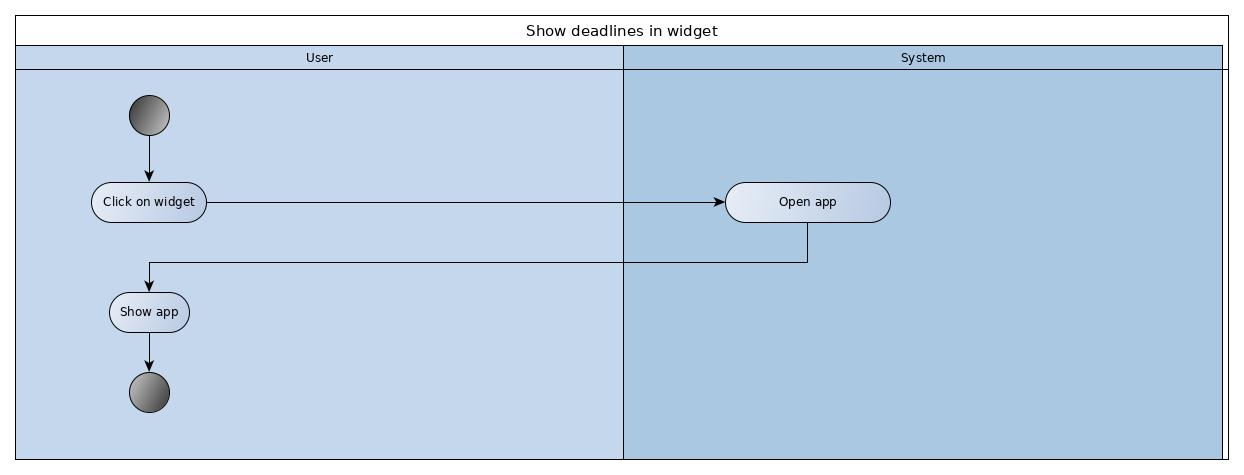 Show deadlines in widget
User
System
Click on widget
Open app
Show app